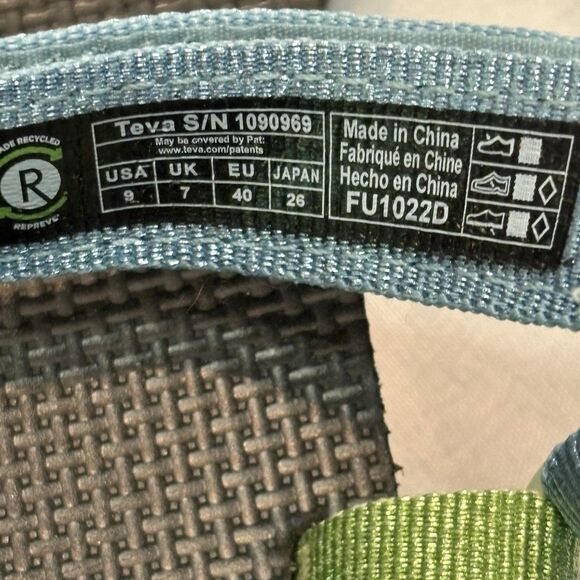 MADE RECYCLED
R
REPREVE
Teva S/N 1090969
May be covered by Pat:
www.teva.com/patents
USA UK EU JAPAN
9 7 40 26
Made in China
Fabriqué en Chine
Hecho en China
FU1022D